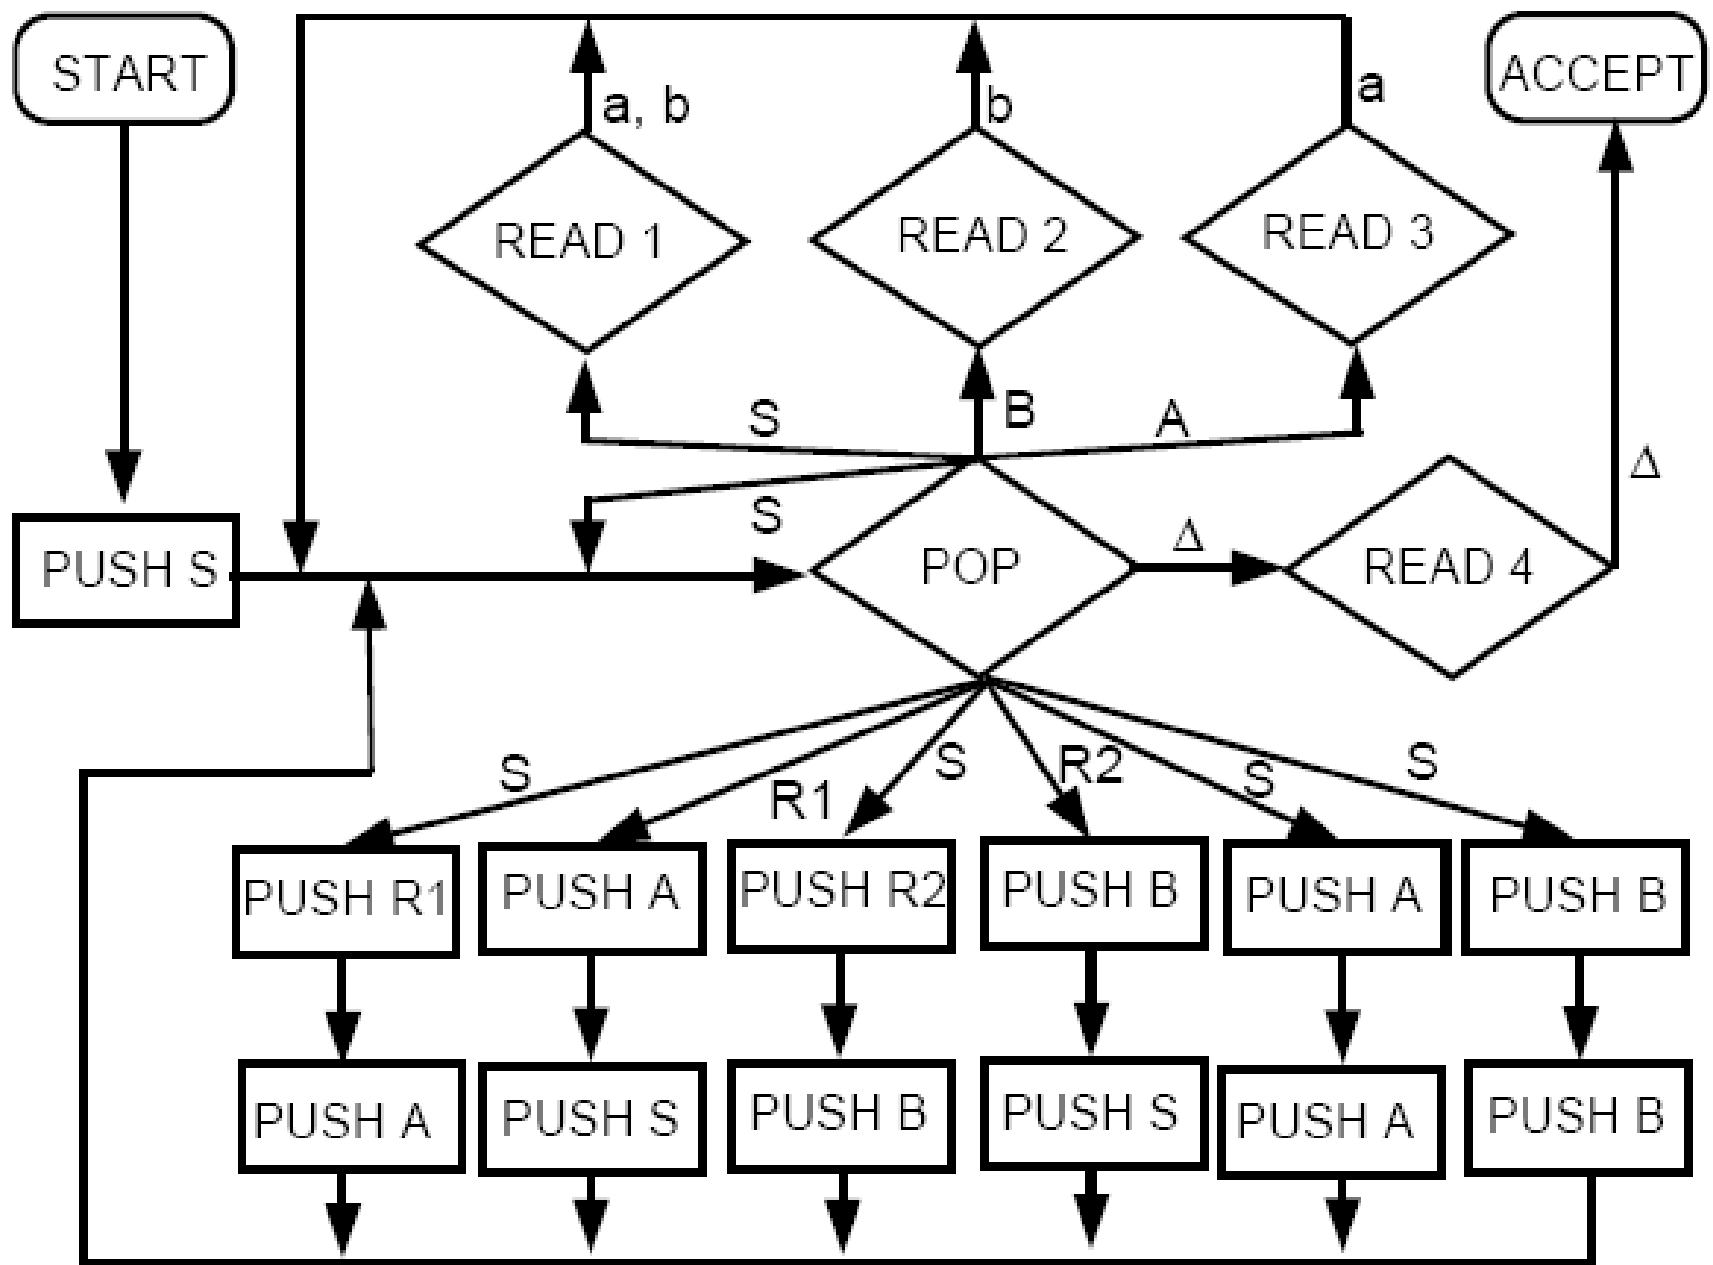 START
ACCEPT
a, b
b
a
READ 1
READ 2
READ 3
S
B
A
Δ
S
Δ
PUSH S
POP
READ 4
S
R1
S
R2
S
S
PUSH R1
PUSH A
PUSH R2
PUSH B
PUSH A
PUSH B
PUSH A
PUSH S
PUSH B
PUSH S
PUSH A
PUSH B